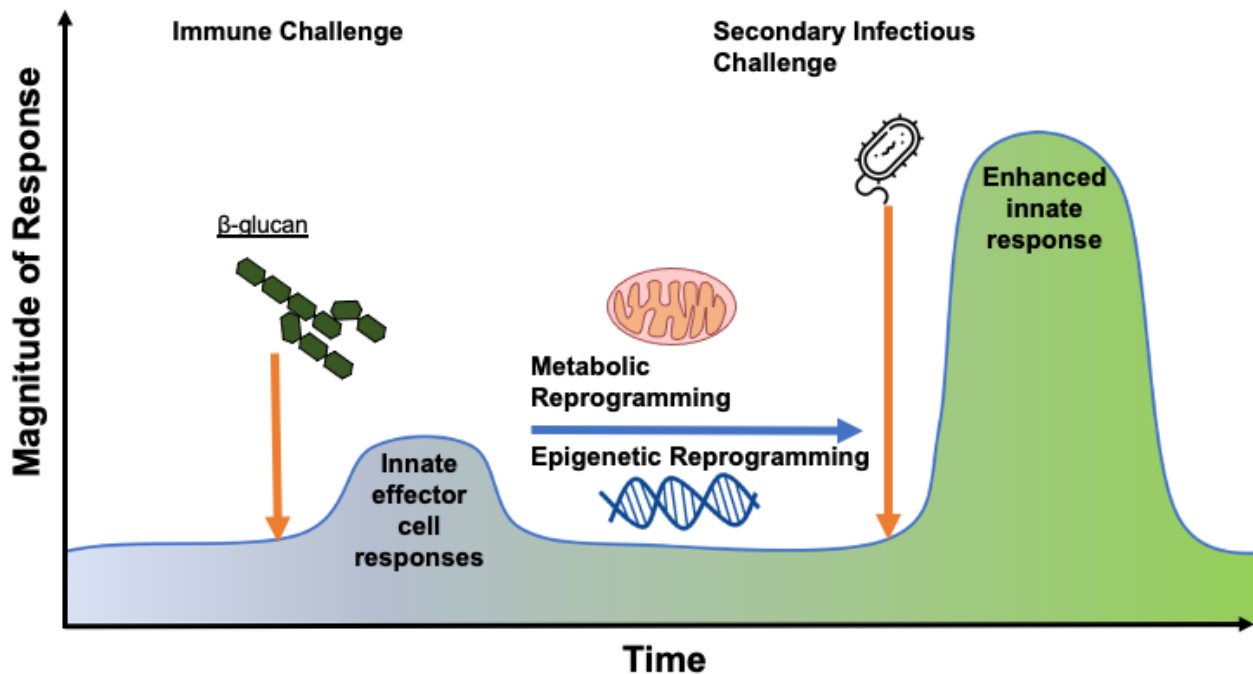 Immune Challenge
Secondary Infectious
Challenge
Magnitude of Response
β-glucan
Enhanced
innate
response
Metabolic
Reprogramming
Epigenetic Reprogramming
Innate
effector
cell
responses
Time